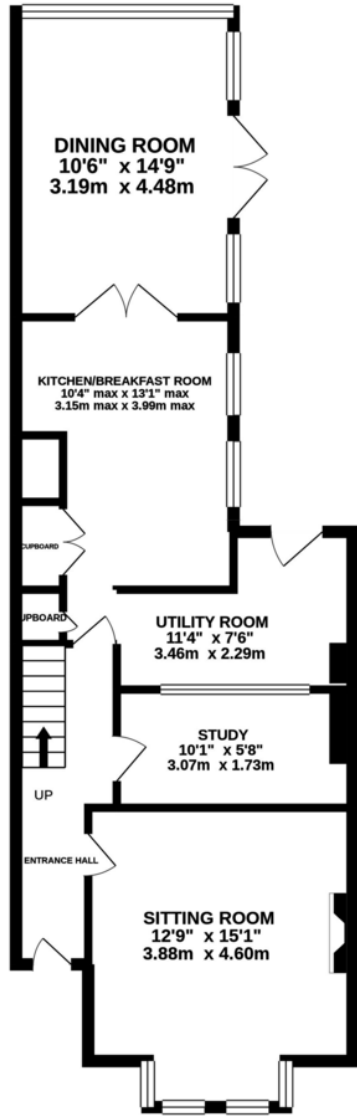 DINING ROOM
10'6" x 14'9"
3.19m x 4.48m
KITCHEN/BREAKFAST ROOM
10'4" max x 13'1" max
3.15m max x 3.99m max
CUPBOARD
CUPBOARD
UTILITY ROOM
11'4" x 7'6"
3.46m x 2.29m
STUDY
10'1" x 5'8"
3.07m x 1.73m
UP
ENTRANCE HALL
SITTING ROOM
12'9" x 15'1"
3.88m x 4.60m